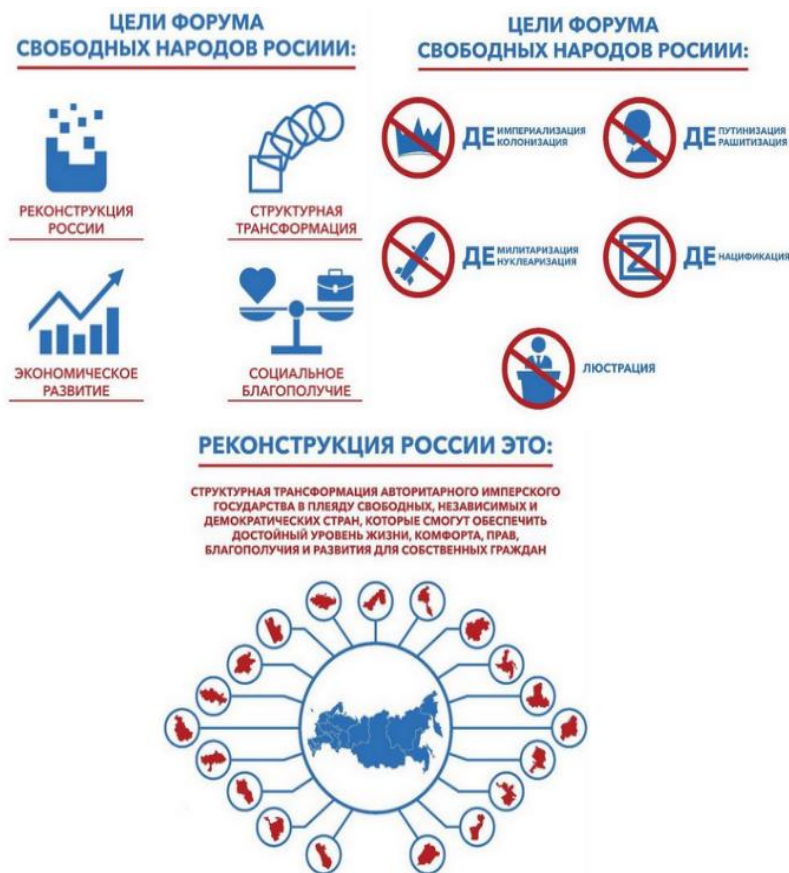 ЦЕЛИ ФОРУМА
СВОБОДНЫХ НАРОДОВ РОСИИИ:
РЕКОНСТРУКЦИЯ
РОССИИ
СТРУКТУРНАЯ
ТРАНСФОРМАЦИЯ
ЭКОНОМИЧЕСКОЕ
РАЗВИТИЕ
СОЦИАЛЬНОЕ
БЛАГОПОЛУЧИЕ
ЦЕЛИ ФОРУМА
СВОБОДНЫХ НАРОДОВ РОСИИИ:
ДЕ ИМПЕРИАЛИЗАЦИЯ
КОЛОНИЗАЦИЯ
ДЕ ПУТИНИЗАЦИЯ
РАШИТИЗАЦИЯ
ДЕ МИЛИТАРИЗАЦИЯ
НУКЛЕАРИЗАЦИЯ
Z
ДЕ НАЦИФИКАЦИЯ
ЛЮСТРАЦИЯ
РЕКОНСТРУКЦИЯ РОССИИ ЭТО:
СТРУКТУРНАЯ ТРАНСФОРМАЦИЯ АВТОРИТАРНОГО ИМПЕРСКОГО
ГОСУДАРСТВА В ПЛЕЯДУ СВОБОДНЫХ, НЕЗАВИСИМЫХ И
ДЕМОКРАТИЧЕСКИХ СТРАН, КОТОРЫЕ СМОГУТ ОБЕСПЕЧИТЬ
ДОСТОЙНЫЙ УРОВЕНЬ ЖИЗНИ, КОМФОРТА, ПРАВ,
БЛАГОПОЛУЧИЯ И РАЗВИТИЯ ДЛЯ СОБСТВЕННЫХ ГРАЖДАН